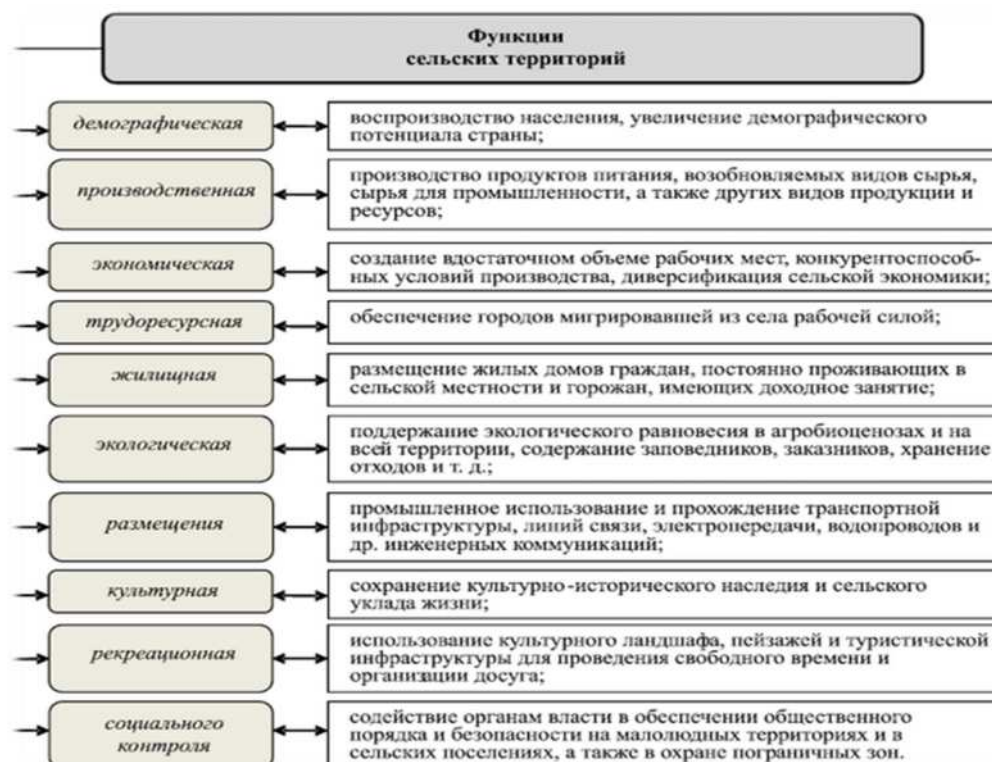 Функции
сельских территорий
демографическая
воспроизводство населения, увеличение демографического
потенциала страны;
производственная
производство продуктов питания, возобновляемых видов сырья,
сырья для промышленности, а также других видов продукции и
ресурсов;
экономическая
создание вдостаточном объеме рабочих мест, конкурентоспособ-
ных условий производства, диверсификация сельской экономики;
трудоресурсная
обеспечение городов мигрировавшей из села рабочей силой;
жилищная
размещение жилых домов граждан, постоянно проживающих в
сельской местности и горожан, имеющих доходное занятие;
экологическая
поддержание экологического равновесия в агробиоценозах и на
всей территории, содержание заповедников, заказников, хранение
отходов и т. д.;
размещения
промышленное использование и прохождение транспортной
инфраструктуры, линий связи, электропередачи, водопроводов и
др. инженерных коммуникаций;
культурная
сохранение культурно-исторического наследия и сельского
уклада жизни;
рекреационная
использование культурного ландшафа, пейзажей и туристической
инфраструктуры для проведения свободного времени и
организации досуга;
социального
контроля
содействие органам власти в обеспечении общественного
порядка и безопасности на малолюдных территориях и в
сельских поселениях, а также в охране пограничных зон.